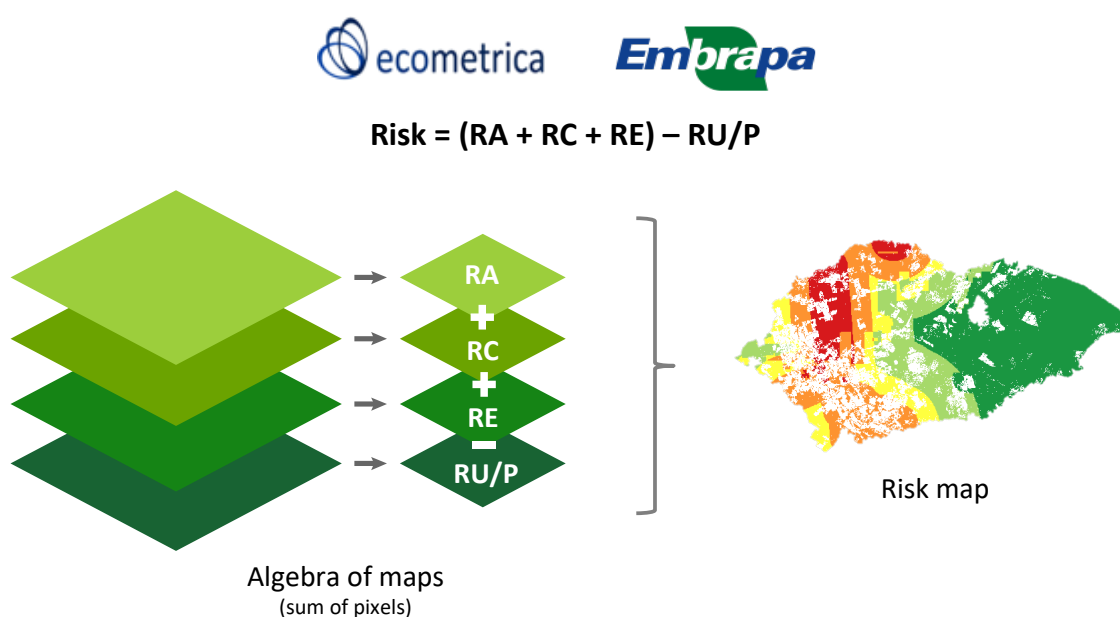 ecometrica
Embrapa
Risk = (RA + RC + RE) – RU/P
RA
+
RC
+
RE
–
RU/P
Risk map
Algebra of maps
(sum of pixels)